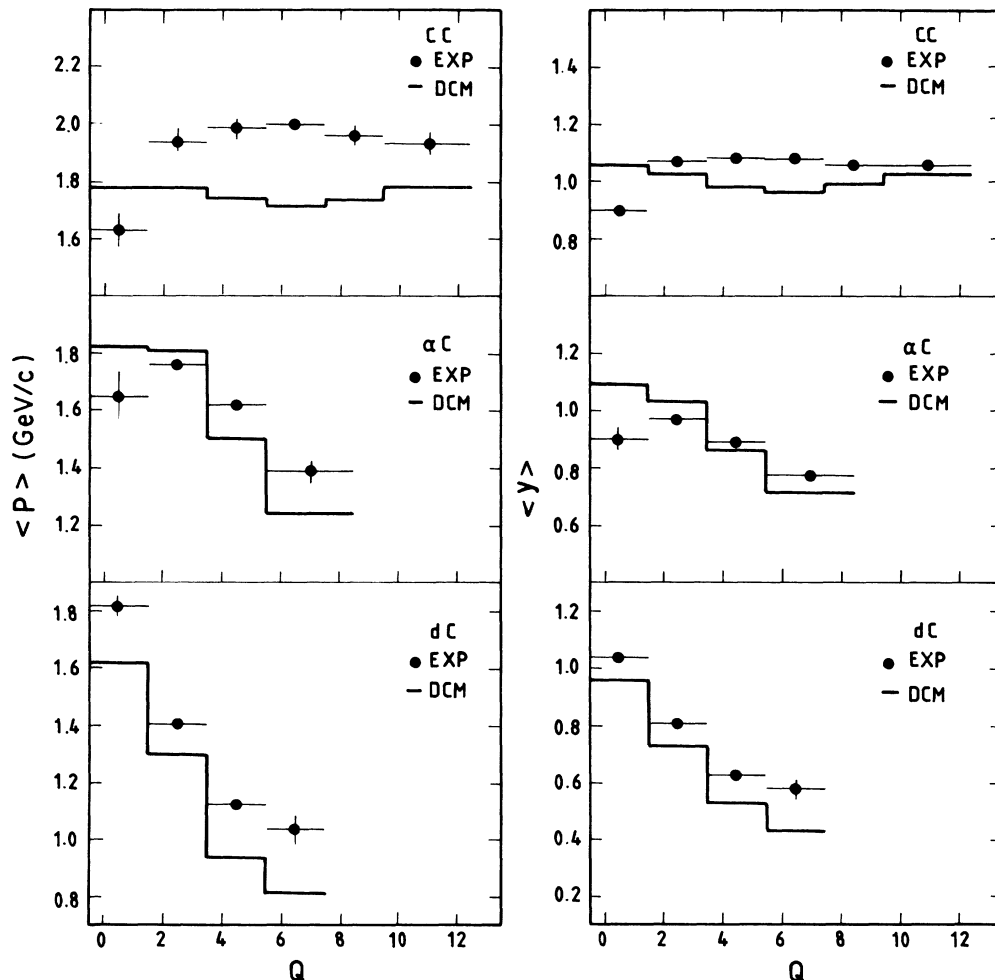 CC
● EXP
— DCM
2.2
2.0
1.8
1.6
αC
● EXP
— DCM
1.8
1.6
1.4
1.2
<P> (GeV/c)
dC
● EXP
— DCM
1.8
1.6
1.4
1.2
1.0
0.8
0 2 4 6 8 10 12
Q
CC
● EXP
— DCM
1.4
1.2
1.0
0.8
αC
● EXP
— DCM
1.2
1.0
0.8
0.6
<y>
dC
● EXP
— DCM
1.2
1.0
0.8
0.6
0.4
0.2
0 2 4 6 8 10 12
Q